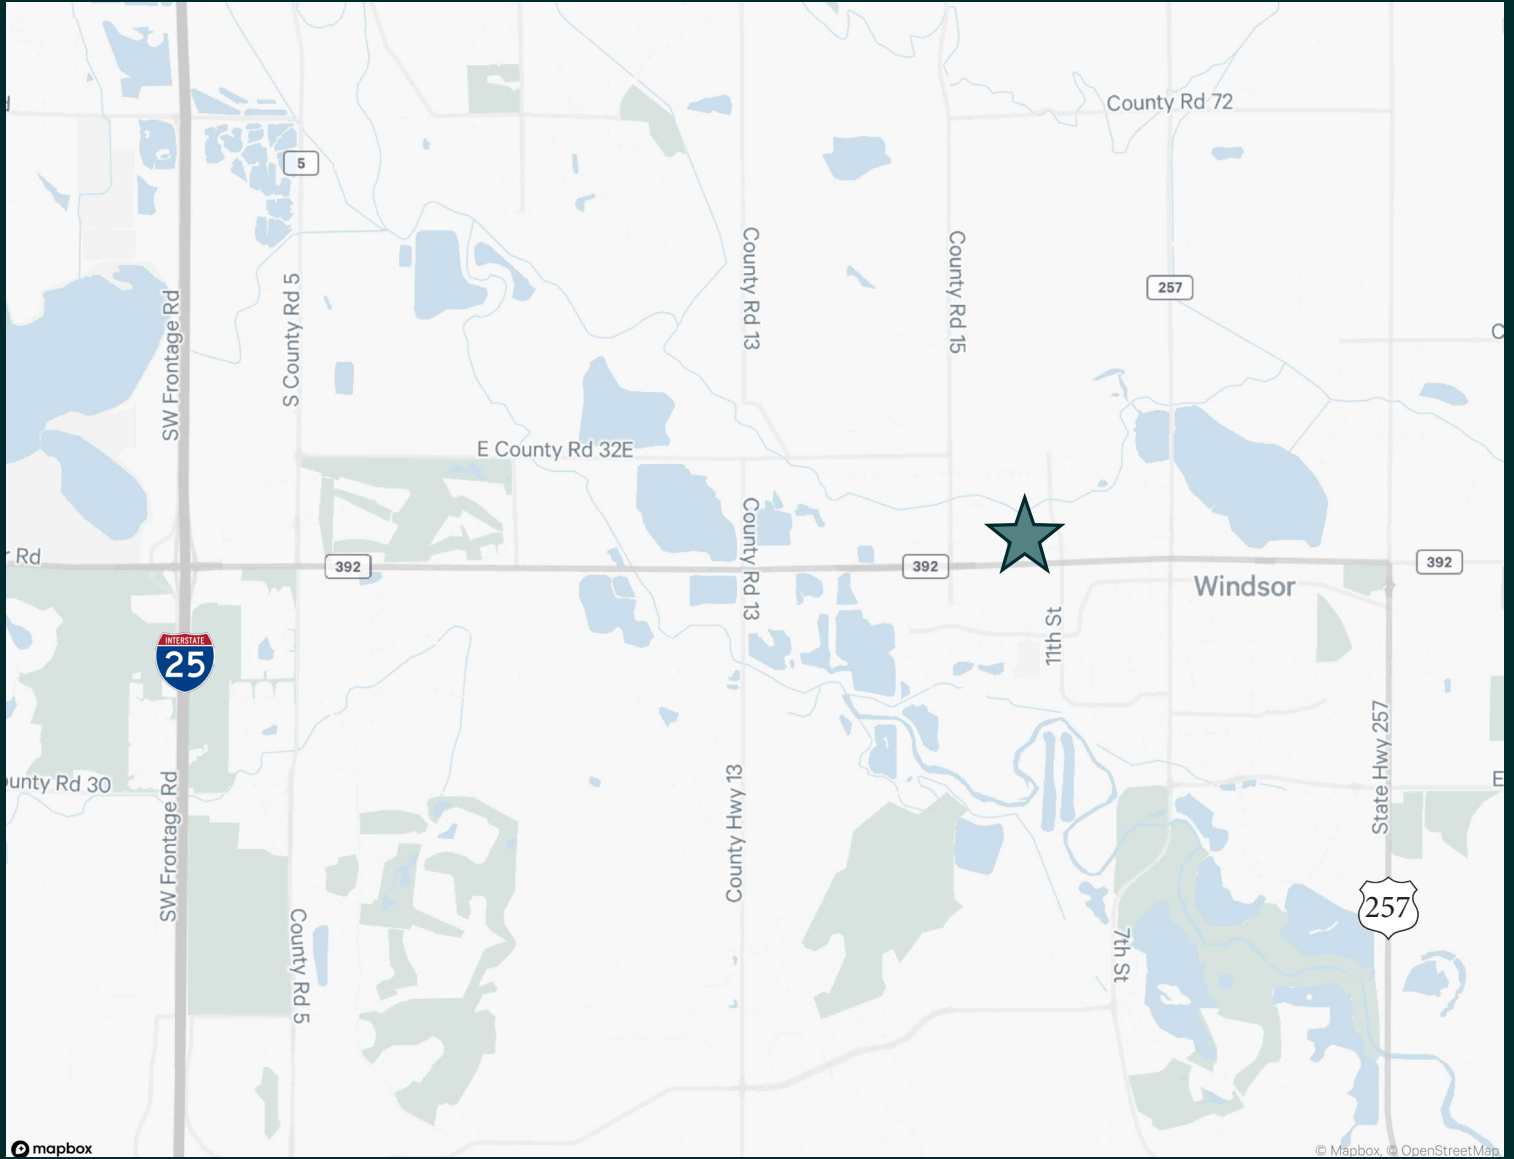 County Rd 72
5
County Rd 13
County Rd 15
257
S County Rd 5
SW Frontage Rd
C
E County Rd 32E
County Rd 13
Rd
392
392
392
Windsor
11th St
INTERSTATE
25
State Hwy 257
County Hwy 13
ounty Rd 30
E
SW Frontage Rd
257
County Rd 5
7th St
mapbox
© Mapbox, © OpenStreetMap